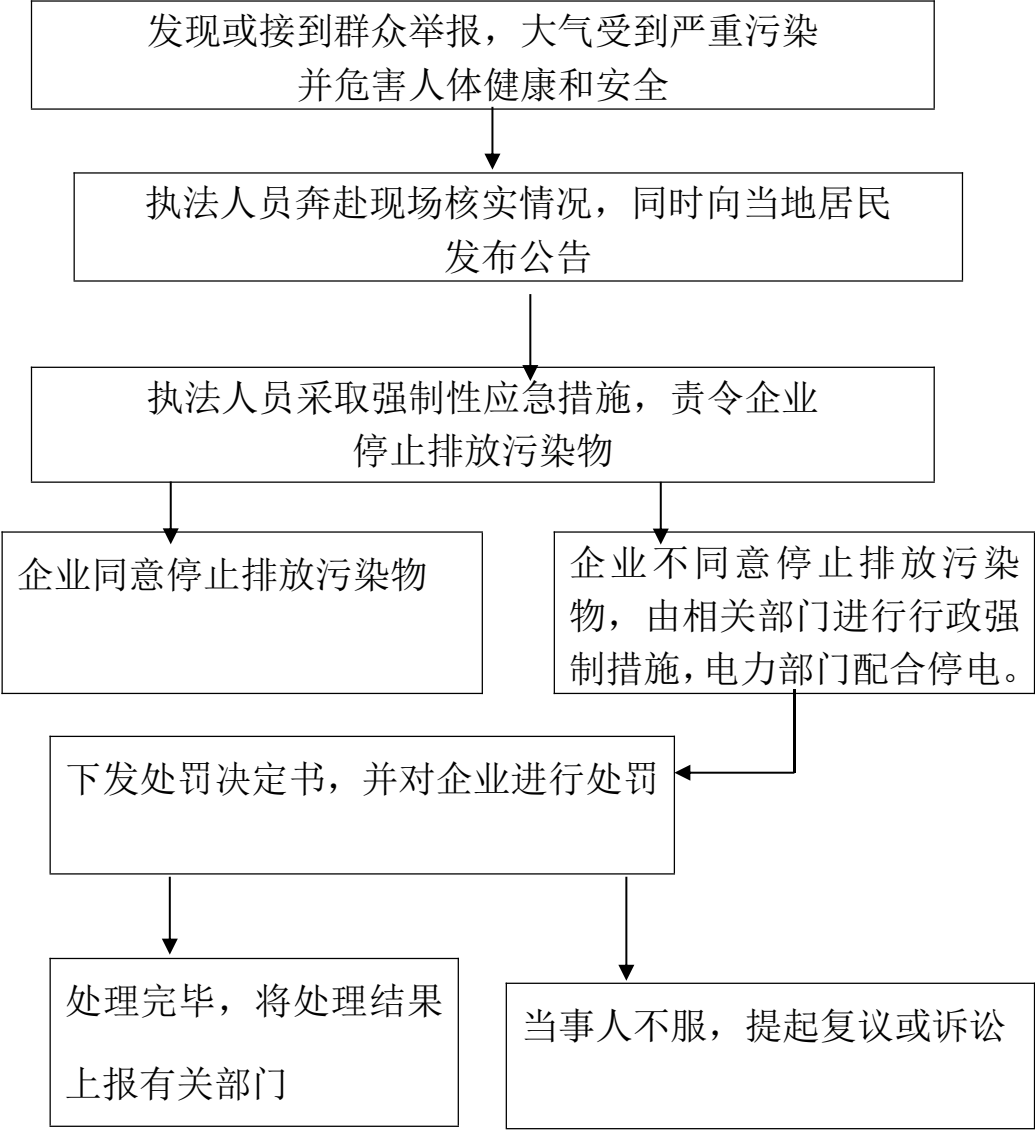 发现或接到群众举报，大气受到严重污染
并危害人体健康和安全
执法人员奔赴现场核实情况，同时向当地居民
发布公告
执法人员采取强制性应急措施，责令企业
停止排放污染物
企业同意停止排放污染物
企业不同意停止排放污染
物，由相关部门进行行政强
制措施，电力部门配合停电。
下发处罚决定书，并对企业进行处罚
处理完毕，将处理结果
上报有关部门
当事人不服，提起复议或诉讼